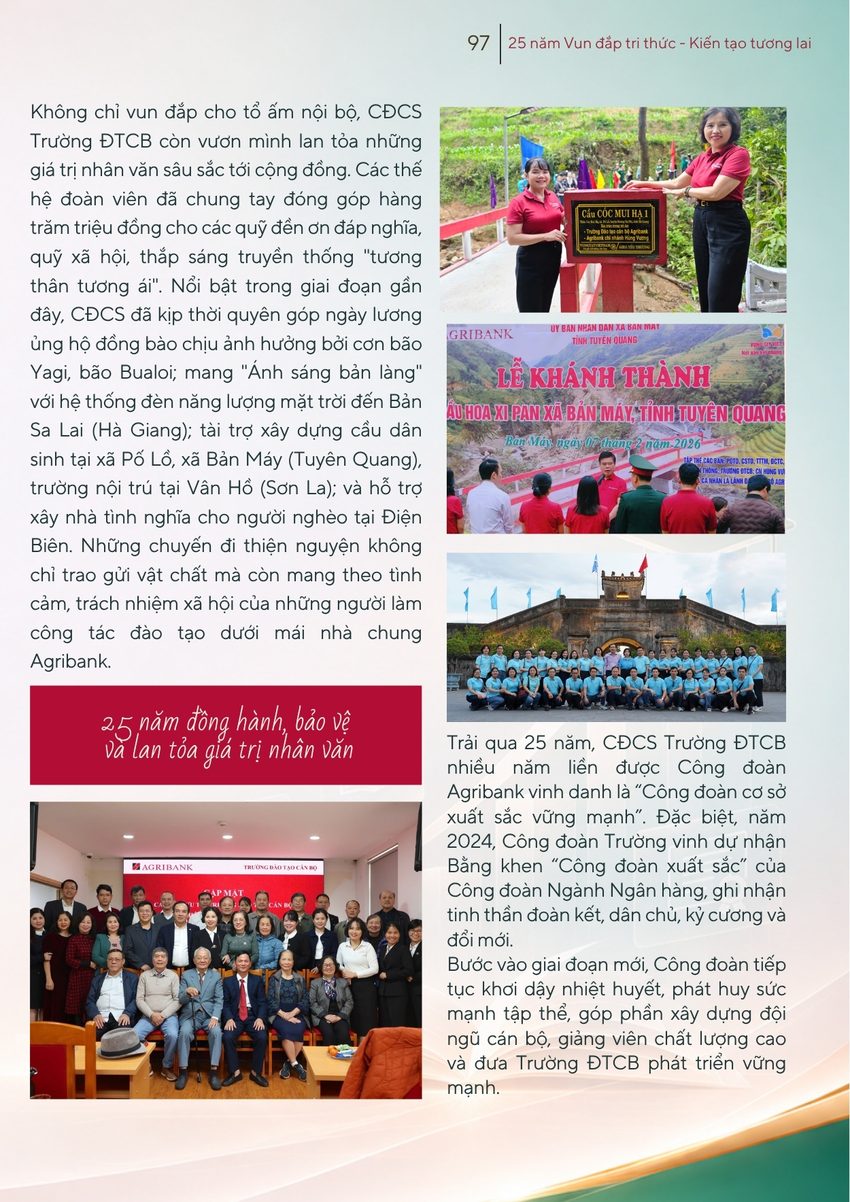 97
25 năm Vun đắp tri thức - Kiến tạo tương lai
Không chỉ vun đắp cho tổ ấm nội bộ, CĐCS
Trường ĐTCB còn vươn mình lan tỏa những
giá trị nhân văn sâu sắc tới cộng đồng. Các thế
hệ đoàn viên đã chung tay đóng góp hàng
trăm triệu đồng cho các quỹ đền ơn đáp nghĩa,
quỹ xã hội, thắp sáng truyền thống "tương
thân tương ái". Nổi bật trong giai đoạn gần
đây, CĐCS đã kịp thời quyên góp ngày lương
ủng hộ đồng bào chịu ảnh hưởng bởi cơn bão
Yagi, bão Bualoi; mang "Ánh sáng bản làng"
với hệ thống đèn năng lượng mặt trời đến Bản
Sa Lai (Hà Giang); tài trợ xây dựng cầu dân
sinh tại xã Pố Lồ, xã Bản Máy (Tuyên Quang),
trường nội trú tại Vân Hồ (Sơn La); và hỗ trợ
xây nhà tình nghĩa cho người nghèo tại Điện
Biên. Những chuyến đi thiện nguyện không
chỉ trao gửi vật chất mà còn mang theo tình
cảm, trách nhiệm xã hội của những người làm
công tác đào tạo dưới mái nhà chung
Agribank.
25 năm đồng hành, bảo vệ
và lan tỏa giá trị nhân văn
AGRIBANK
TRƯỜNG ĐÀO TẠO CÁN BỘ
GẶP MẶT
Cầu CỐC MUI HẠ 1
- Trường Đào tạo cán bộ Agribank
- Agribank chi nhánh Hùng Vương
GRIBANK
ỦY BAN NHÂN DÂN XÃ BẢN MÁY
TỈNH TUYÊN QUANG
LỄ KHÁNH THÀNH
ẦU HOA XI PAN XÃ BẢN MÁY, TỈNH TUYÊN QUANG
Bản Máy, ngày 07 tháng 2 năm 2026
Trải qua 25 năm, CĐCS Trường ĐTCB
nhiều năm liền được Công đoàn
Agribank vinh danh là “Công đoàn cơ sở
xuất sắc vững mạnh”. Đặc biệt, năm
2024, Công đoàn Trường vinh dự nhận
Bằng khen “Công đoàn xuất sắc” của
Công đoàn Ngành Ngân hàng, ghi nhận
tinh thần đoàn kết, dân chủ, kỷ cương và
đổi mới.
Bước vào giai đoạn mới, Công đoàn tiếp
tục khơi dậy nhiệt huyết, phát huy sức
mạnh tập thể, góp phần xây dựng đội
ngũ cán bộ, giảng viên chất lượng cao
và đưa Trường ĐTCB phát triển vững
mạnh.